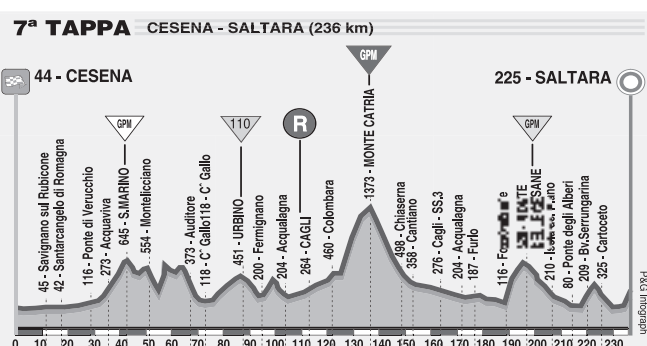 7ª TAPPA
CESENA - SALTARA (236 km)
44 - CESENA
225 - SALTARA
45 - Savignano sul Rubicone
42 - Santarcangelo di Romagna
116 - Ponte di Verucchio
273 - Acquaviva
GPM
645 - S.MARINO
554 - Montelicciano
373 - Auditore
118 - C' Gallo118 - C' Gallo
110
451 - URBINO
200 - Fermignano
204 - Acqualagna
R
264 - CAGLI
460 - Colombara
GPM
1373 - MONTE CATRIA
498 - Chiaserna
358 - Cantiano
276 - Cagli - SS.3
204 - Acqualagna
187 - Furlo
116 -
GPM
210 -
80 - Ponte degli Alberi
209 - Bv.Serrungarina
325 - Cartoceto
0 10 20 30 40 50 60 70 80 90 100 110 120 130 140 150 160 170 180 190 200 210 220 230
P&G Infograph